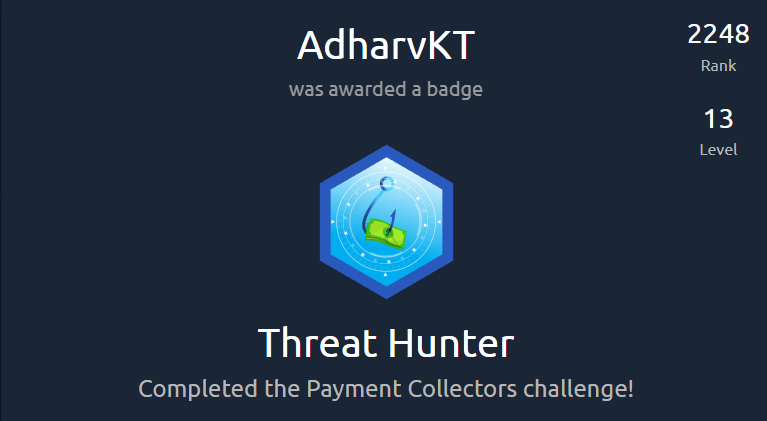 AdharvKT
was awarded a badge
2248
Rank
13
Level
Threat Hunter
Completed the Payment Collectors challenge!